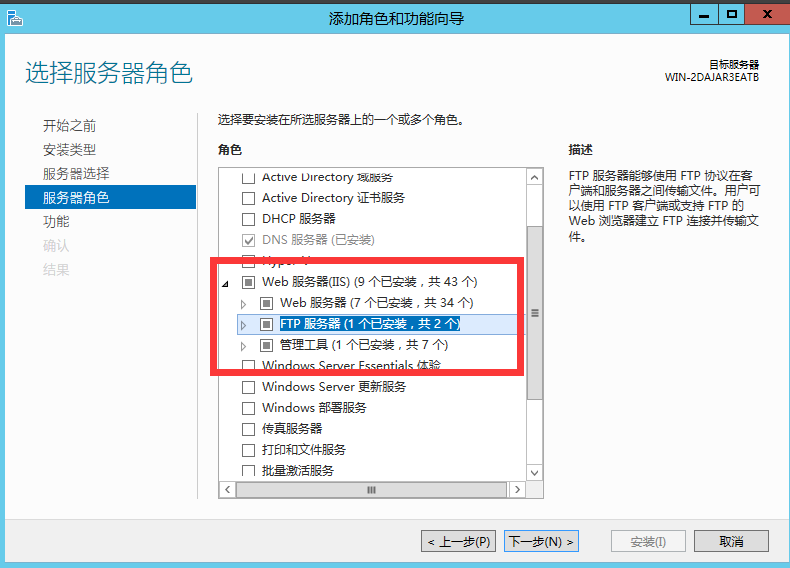 添加角色和功能向导
选择服务器角色
目标服务器
WIN-2DAJAR3EATB
开始之前
安装类型
服务器选择
服务器角色
功能
确认
结果
选择要安装在所选服务器上的一个或多个角色。
角色
Active Directory 域服务
Active Directory 证书服务
DHCP 服务器
DNS 服务器 (已安装)
Hyper-V
Web 服务器(IIS) (9 个已安装，共 43 个)
Web 服务器 (7 个已安装，共 34 个)
FTP 服务器 (1 个已安装，共 2 个)
管理工具 (1 个已安装，共 7 个)
Windows Server Essentials 体验
Windows Server 更新服务
Windows 部署服务
传真服务器
打印和文件服务
批量激活服务
描述
FTP 服务器能够使用 FTP 协议在客
户端和服务器之间传输文件。用户可
以使用 FTP 客户端或支持 FTP 的
Web 浏览器建立 FTP 连接并传输文
件。
< 上一步(P)
下一步(N) >
安装(I)
取消